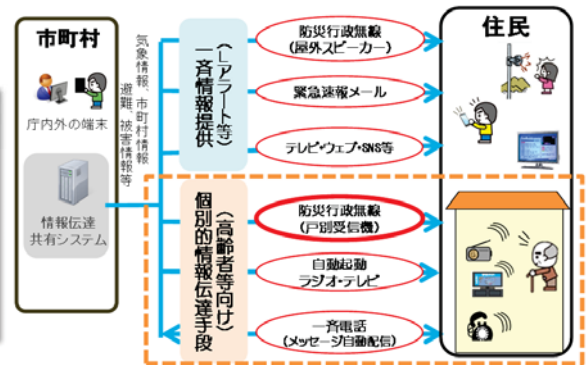 市町村
庁内外の端末
情報伝達
共有システム
気象情報、市町村情報
避難、被害情報等
(Lアラート等)
一斉情報提供
(高齢者等向け)
個別的情報伝達手段
防災行政無線
(屋外スピーカー)
緊急速報メール
テレビ・ウェブ・SNS等
防災行政無線
(戸別受信機)
自動起動
ラジオ・テレビ
一斉電話
(メッセージ自動配信)
住民